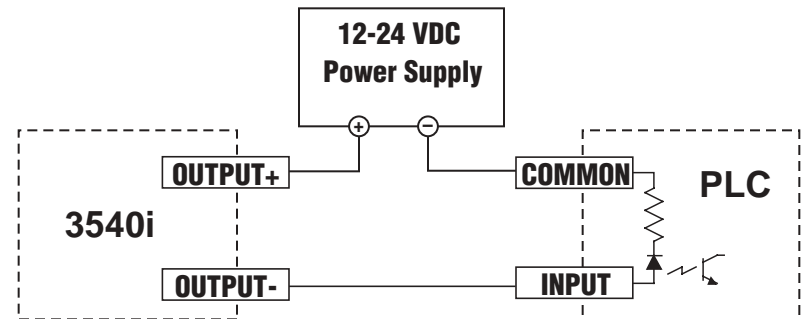 12-24 VDC
Power Supply
+ −
OUTPUT+
COMMON
PLC
3540i
OUTPUT-
INPUT